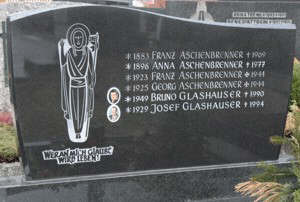 * 1883 FRANZ ASCHENBRENNER † 1969
* 1896 ANNA ASCHENBRENNER † 1977
* 1923 FRANZ ASCHENBRENNER ✠ 1944
* 1925 GEORG ASCHENBRENNER ✠ 1944
* 1949 BRUNO GLASHAUSER † 1990
* 1929 JOSEF GLASHAUSER † 1994
WER AN MICH GLAUBT
WIRD LEBEN!